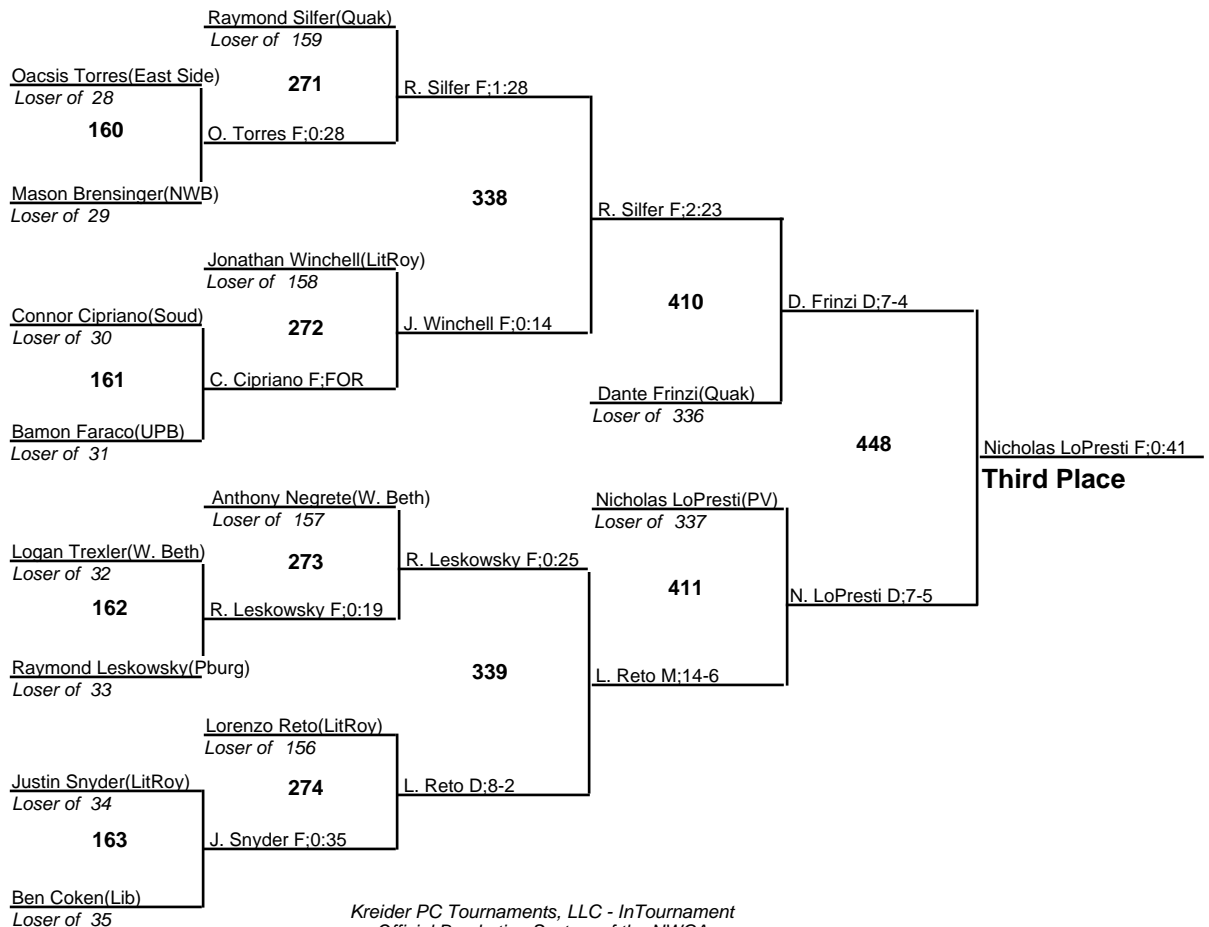 Raymond Silfer(Quak)
Loser of 159
Oacsis Torres(East Side)
Loser of 28
271
R. Silfer F;1:28
160
O. Torres F;0:28
Mason Brensinger(NWB)
Loser of 29
338
R. Silfer F;2:23
Jonathan Winchell(LitRoy)
Loser of 158
410
D. Frinzi D;7-4
Connor Cipriano(Soud)
Loser of 30
272
J. Winchell F;0:14
161
C. Cipriano F;FOR
Dante Frinzi(Quak)
Loser of 336
Bamon Faraco(UPB)
Loser of 31
448
Nicholas LoPresti F;0:41
Third Place
Anthony Negrete(W. Beth)
Loser of 157
Nicholas LoPresti(PV)
Loser of 337
Logan Trexler(W. Beth)
Loser of 32
273
R. Leskowsky F;0:25
411
162
R. Leskowsky F;0:19
N. LoPresti D;7-5
Raymond Leskowsky(Pburg)
Loser of 33
339
L. Reto M;14-6
Lorenzo Reto(LitRoy)
Loser of 156
Justin Snyder(LitRoy)
Loser of 34
274
L. Reto D;8-2
163
J. Snyder F;0:35
Ben Coken(Lib)
Loser of 35
Kreider PC Tournaments, LLC - InTournament